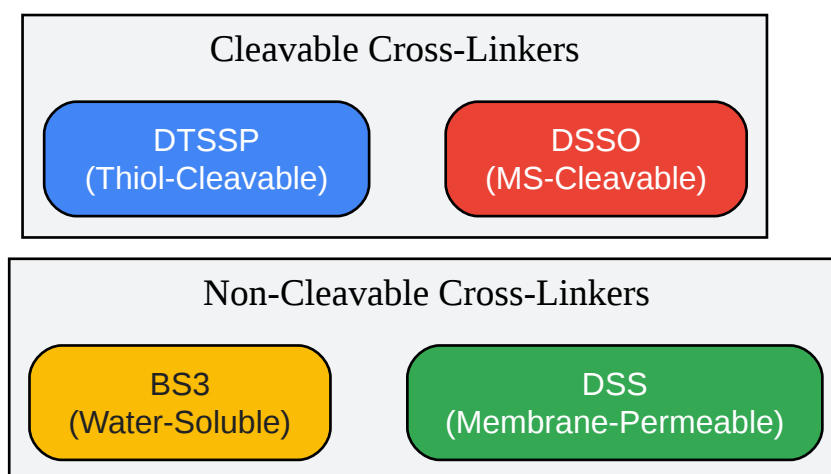 Cleavable Cross-Linkers
DTSSP
(Thiol-Cleavable)
DSSO
(MS-Cleavable)
Non-Cleavable Cross-Linkers
BS3
(Water-Soluble)
DSS
(Membrane-Permeable)